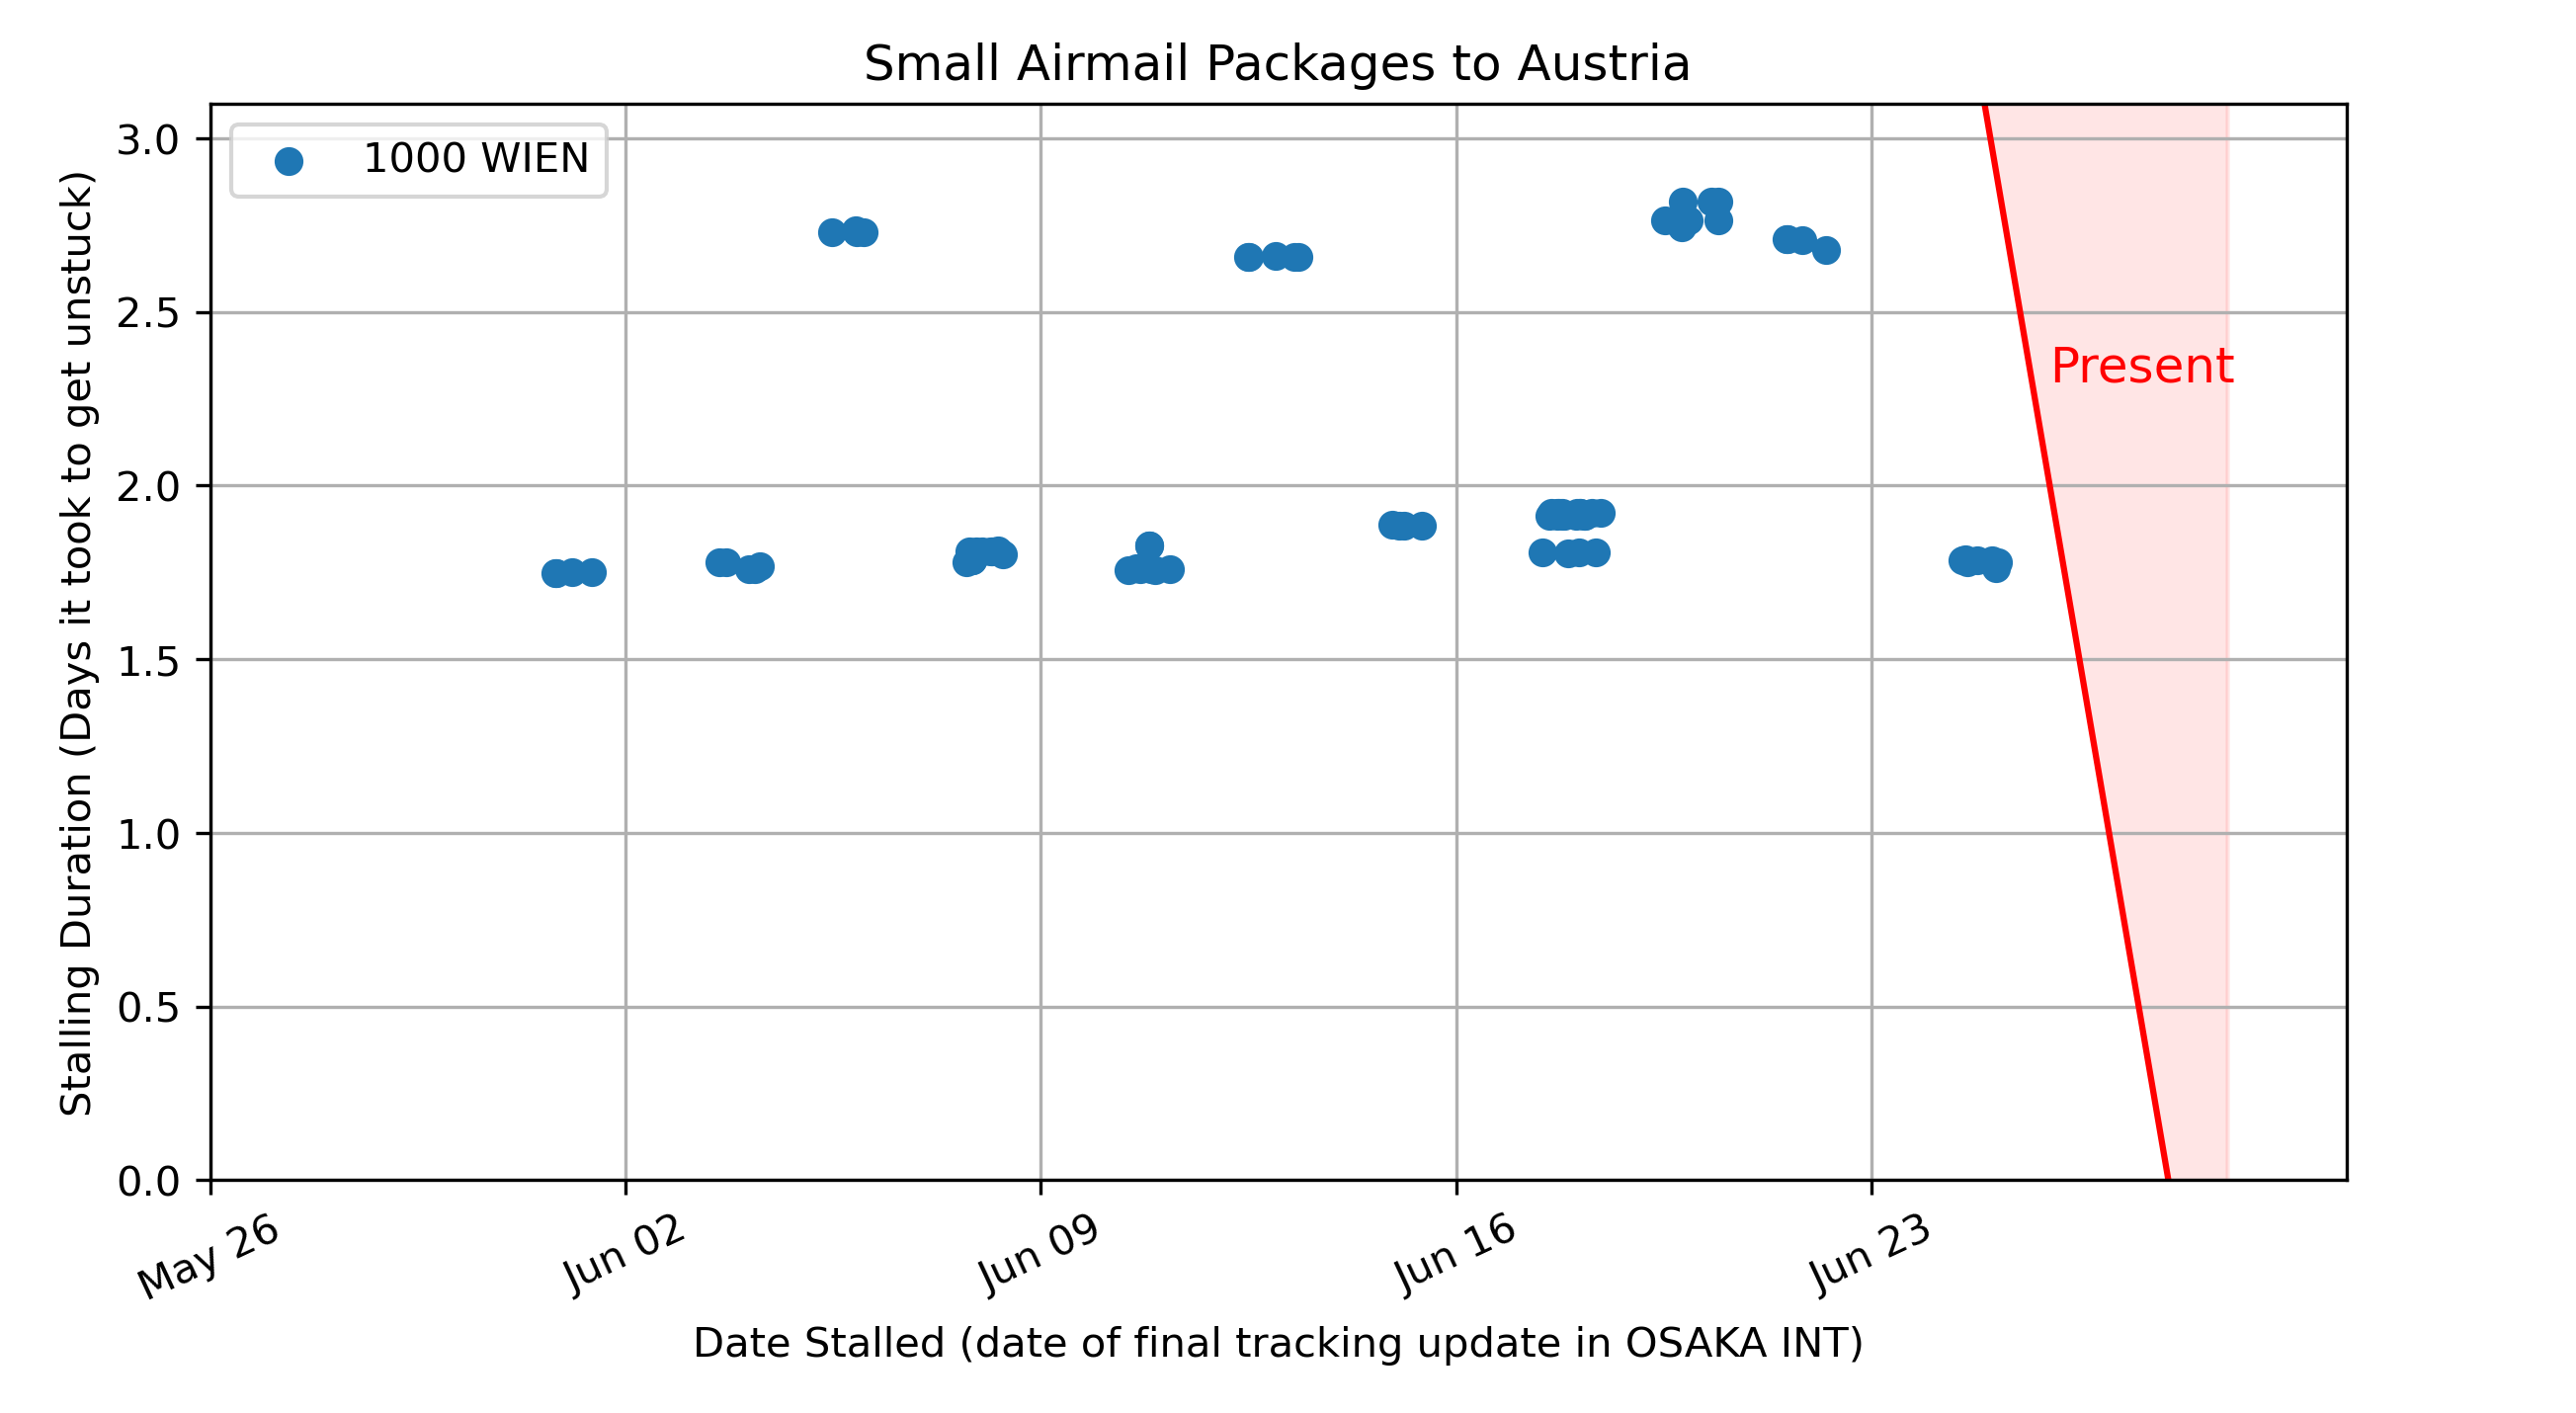 Small Airmail Packages to Austria
1000 WIEN
Stalling Duration (Days it took to get unstuck)
3.0
2.5
2.0
1.5
1.0
0.5
0.0
Present
May 26
Jun 02
Jun 09
Jun 16
Jun 23
Date Stalled (date of final tracking update in OSAKA INT)